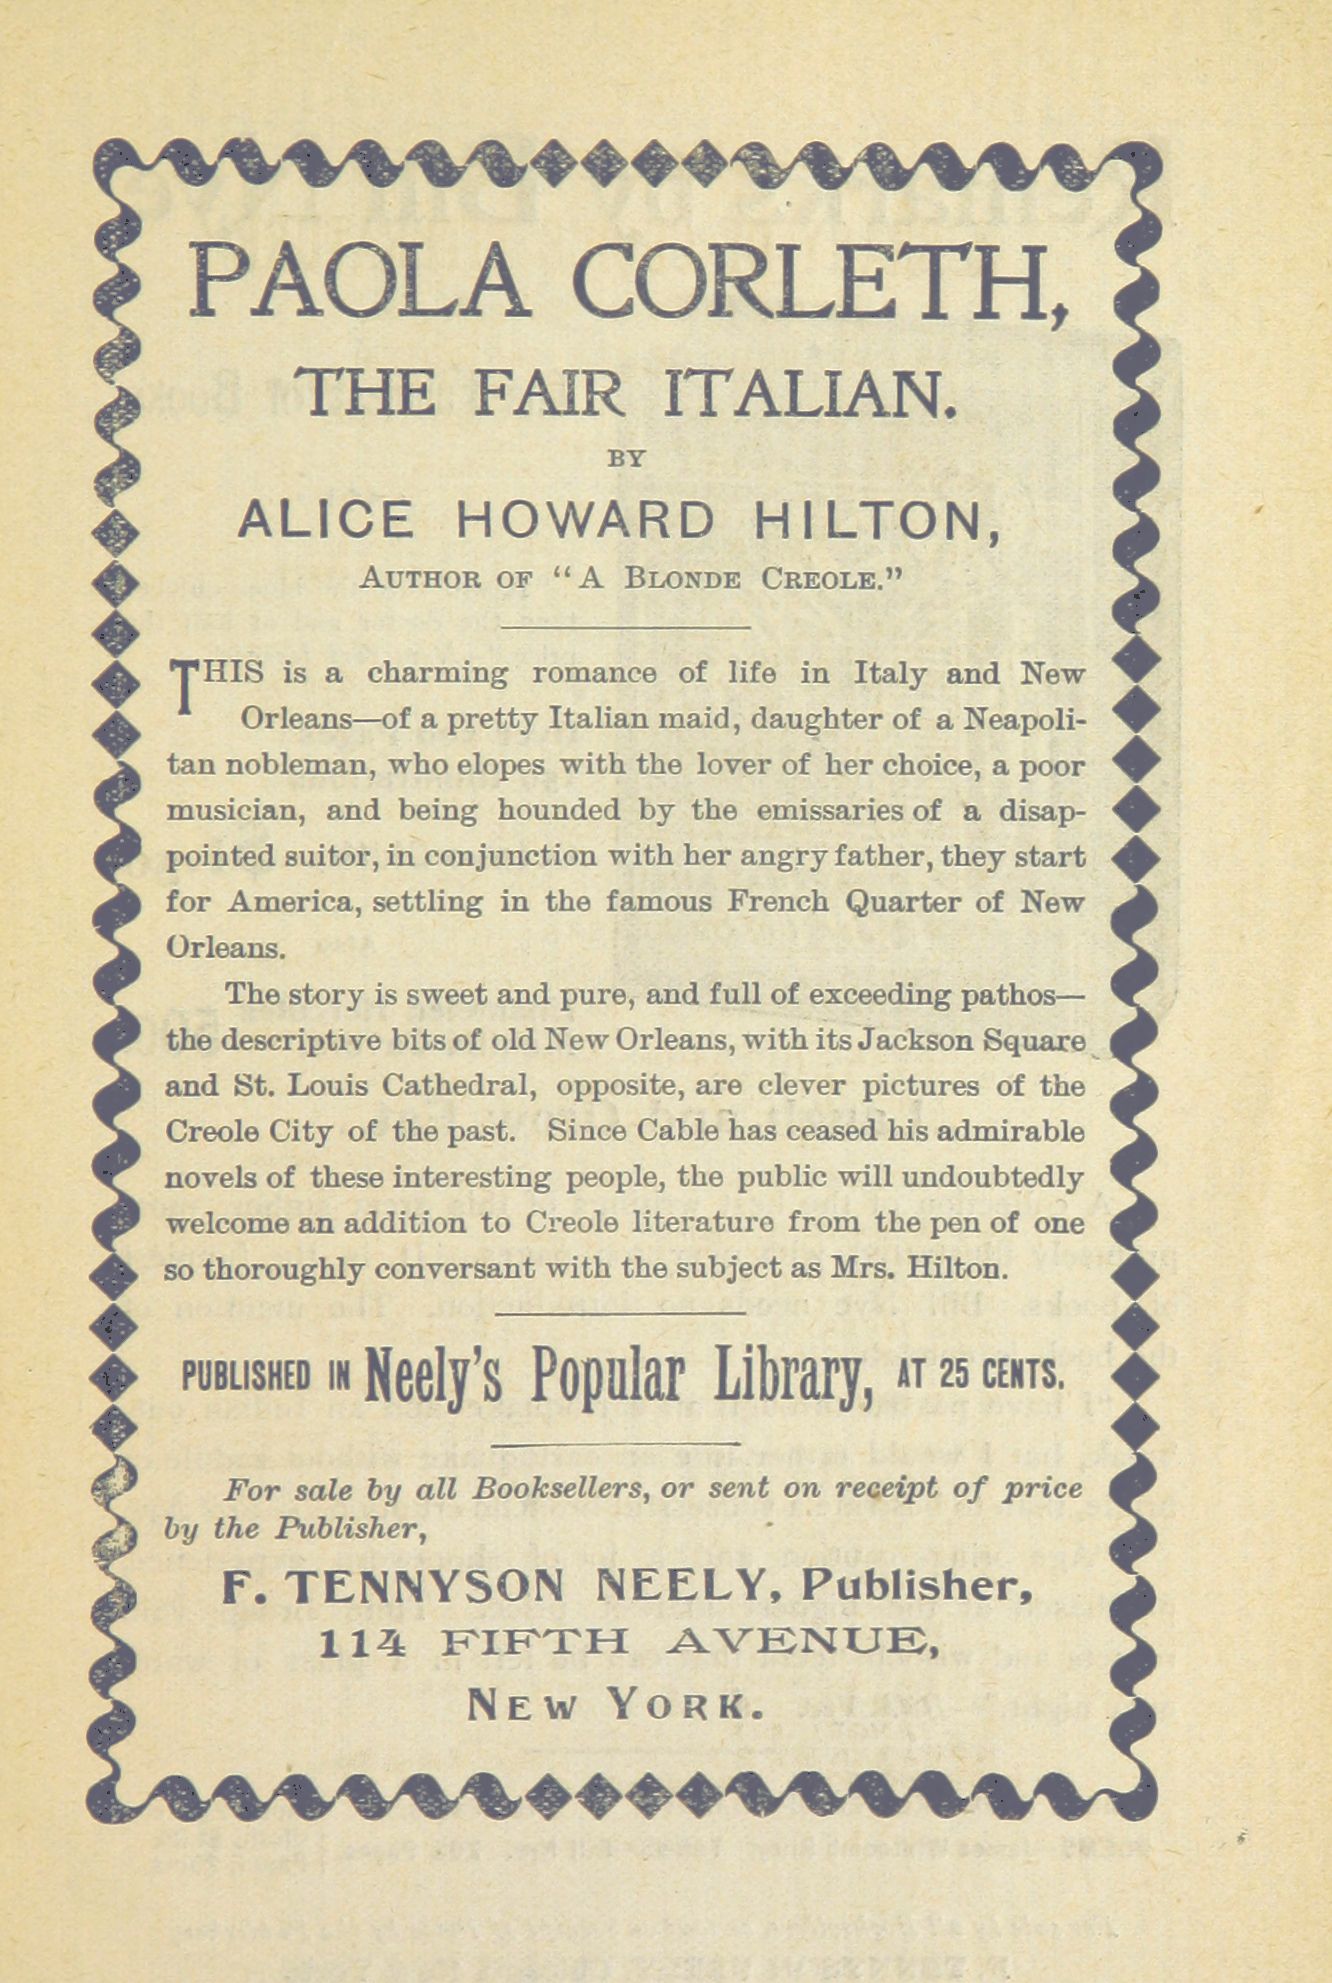 PAOLA CORLETH,
THE FAIR ITALIAN.
BY
ALICE HOWARD HILTON,
AUTHOR OF "A BLONDE CREOLE."
THIS is a charming romance of life in Italy and New
Orleans—of a pretty Italian maid, daughter of a Neapoli-
tan nobleman, who elopes with the lover of her choice, a poor
musician, and being hounded by the emissaries of a disap-
pointed suitor, in conjunction with her angry father, they start
for America, settling in the famous French Quarter of New
Orleans.
The story is sweet and pure, and full of exceeding pathos—
the descriptive bits of old New Orleans, with its Jackson Square
and St. Louis Cathedral, opposite, are clever pictures of the
Creole City of the past. Since Cable has ceased his admirable
novels of these interesting people, the public will undoubtedly
welcome an addition to Creole literature from the pen of one
so thoroughly conversant with the subject as Mrs. Hilton.
PUBLISHED IN Neely's Popular Library, AT 25 CENTS.
For sale by all Booksellers, or sent on receipt of price
by the Publisher,
F. TENNYSON NEELY, Publisher,
114 FIFTH AVENUE,
NEW YORK.